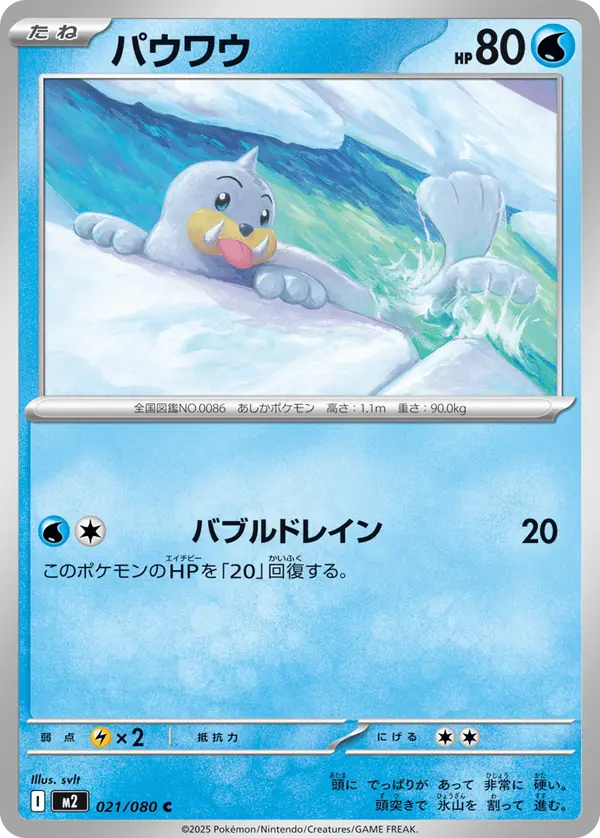 たね パウワウ HP80
全国図鑑NO.0086 あしかポケモン 高さ：1.1m 重さ：90.0kg
バブルドレイン 20
エイチピー かいふく
このポケモンのHPを「20」回復する。
弱点 ×2 抵抗力 にげる
Illus. svlt
あたま ひじょう かた
頭に でっぱりが あって 非常に 硬い。
I m2 021/080 C
ずつ ひょうざん わ すす
頭突きで 氷山を 割って 進む。
©2025 Pokémon/Nintendo/Creatures/GAME FREAK.